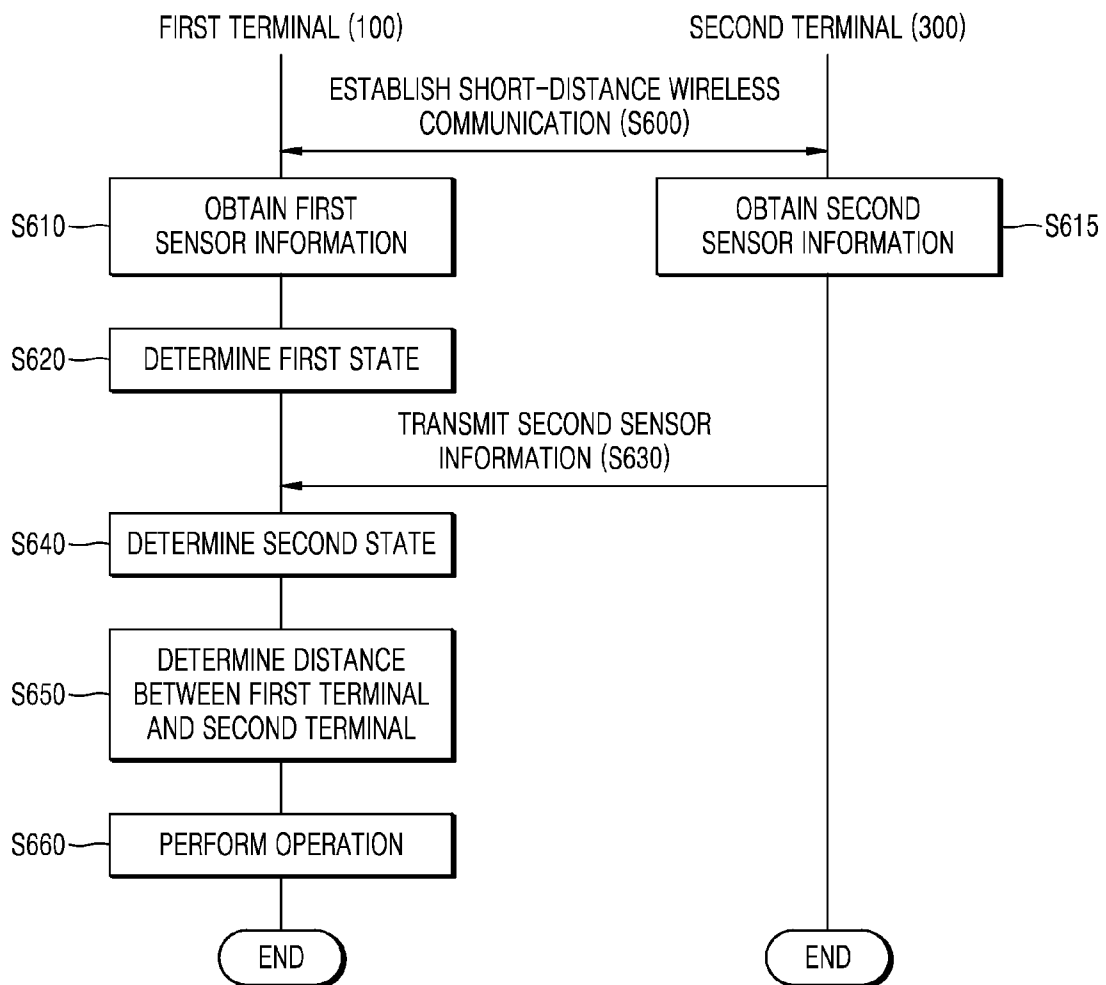 FIRST TERMINAL (100)
SECOND TERMINAL (300)
ESTABLISH SHORT-DISTANCE WIRELESS
COMMUNICATION (S600)
S610
OBTAIN FIRST
SENSOR INFORMATION
OBTAIN SECOND
SENSOR INFORMATION
S615
S620
DETERMINE FIRST STATE
TRANSMIT SECOND SENSOR
INFORMATION (S630)
S640
DETERMINE SECOND STATE
S650
DETERMINE DISTANCE
BETWEEN FIRST TERMINAL
AND SECOND TERMINAL
S660
PERFORM OPERATION
END
END